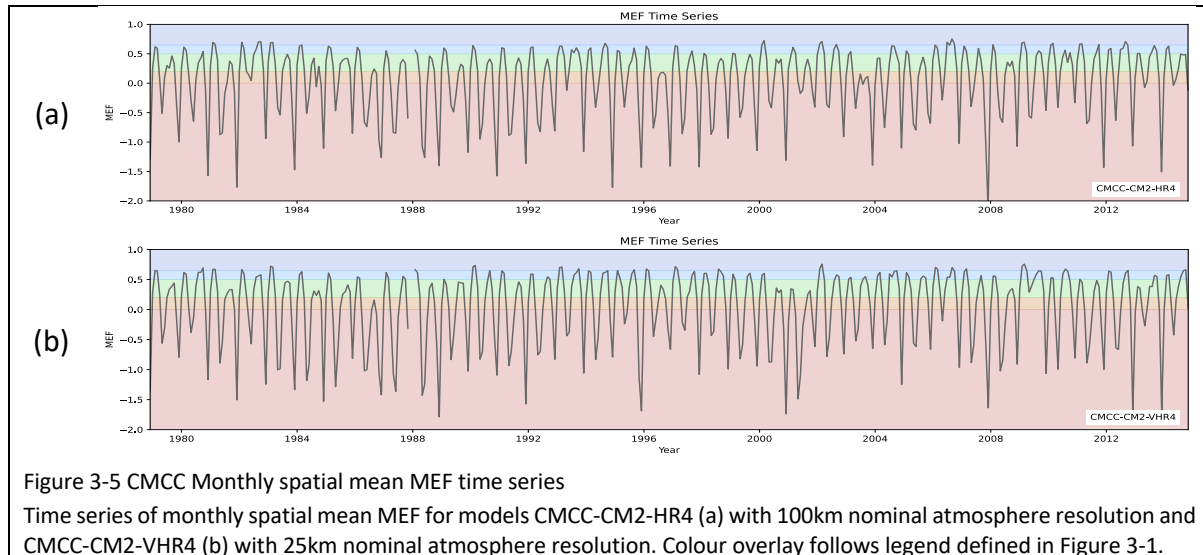 MEF Time Series
1.0
0.5
0.0
−0.5
−1.0
−1.5
−2.0
MEF
(a)
CMCC-CM2-HR4
1980 1984 1988 1992 1996 2000 2004 2008 2012
Year
MEF Time Series
1.0
0.5
0.0
−0.5
−1.0
−1.5
−2.0
MEF
(b)
CMCC-CM2-VHR4
1980 1984 1988 1992 1996 2000 2004 2008 2012
Year
Figure 3-5 CMCC Monthly spatial mean MEF time series
Time series of monthly spatial mean MEF for models CMCC-CM2-HR4 (a) with 100km nominal atmosphere resolution and
CMCC-CM2-VHR4 (b) with 25km nominal atmosphere resolution. Colour overlay follows legend defined in Figure 3-1.